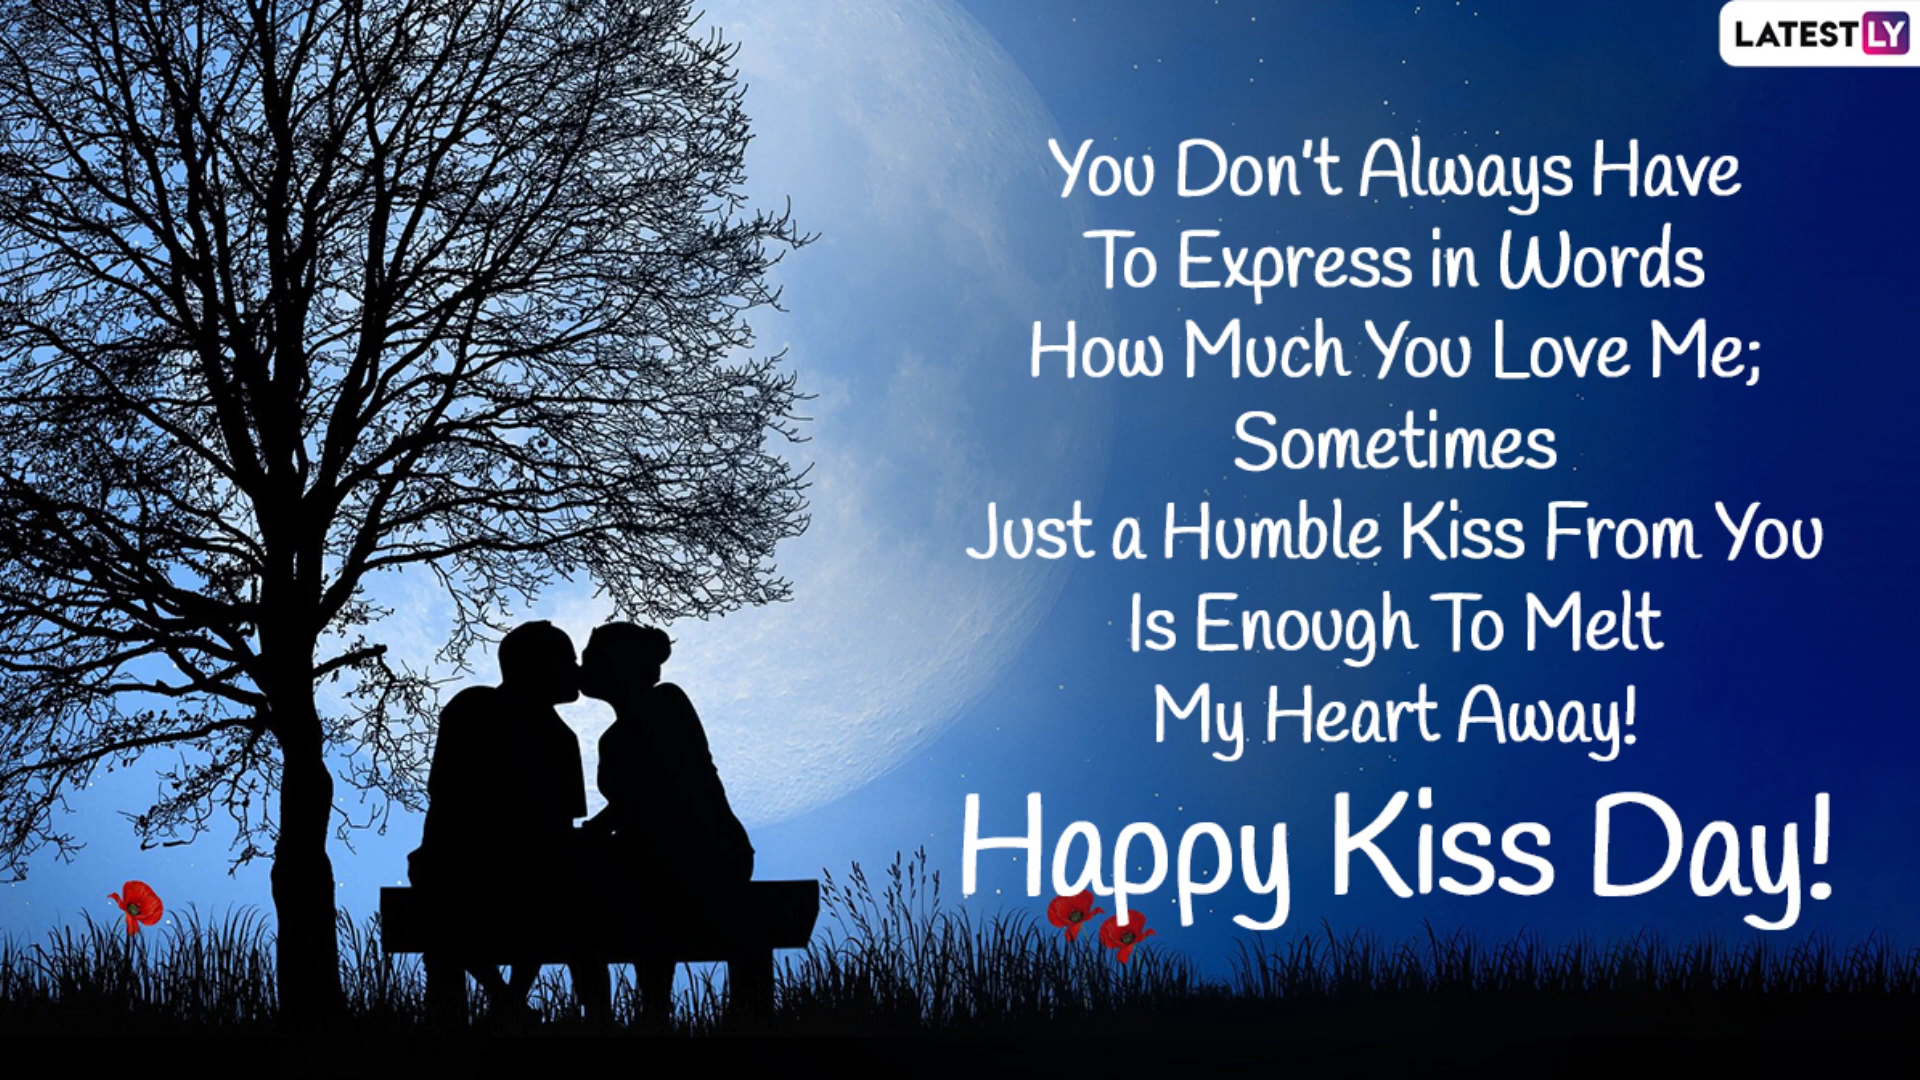 LATESTLY
You Don't Always Have
To Express in Words
How Much You Love Me;
Sometimes
Just a Humble Kiss From You
Is Enough To Melt
My Heart Away!
Happy Kiss Day!